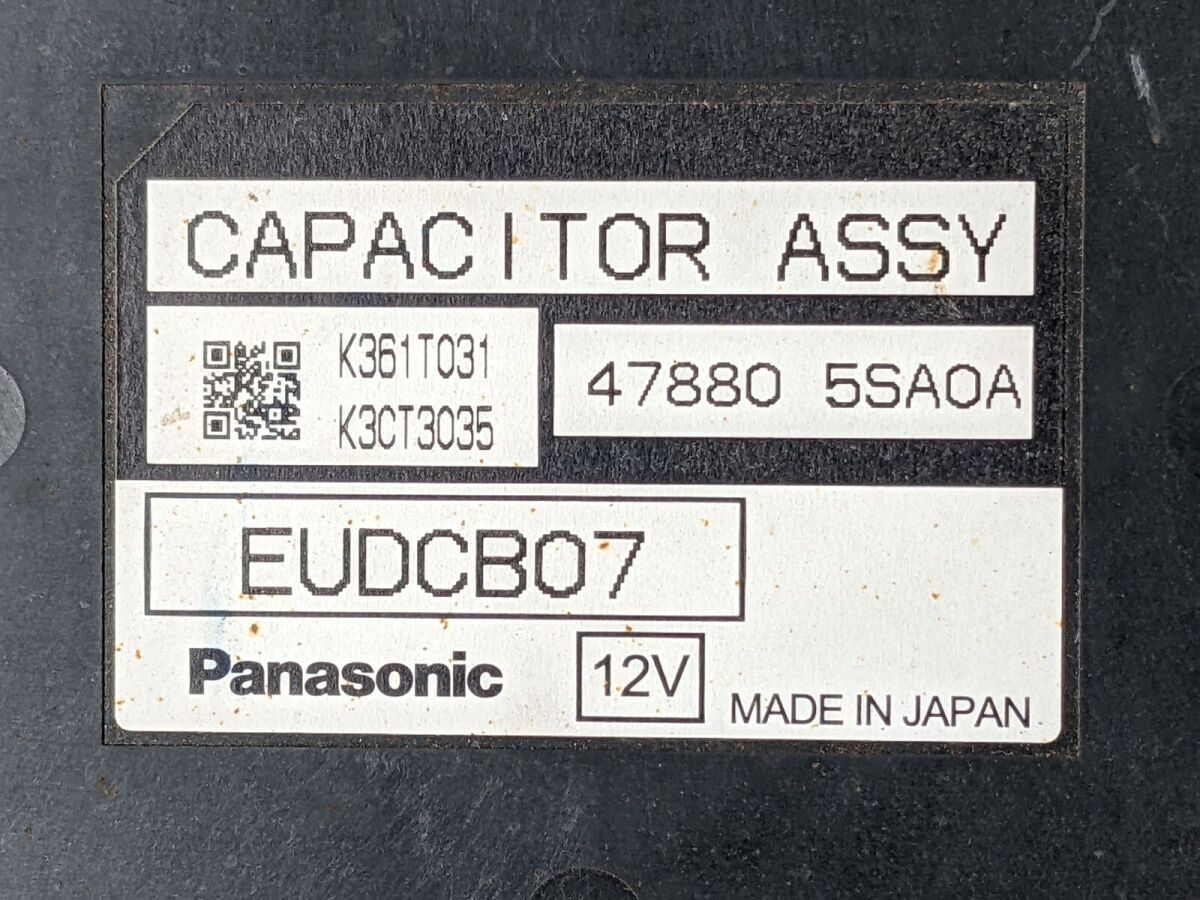 CAPACITOR ASSY
K361T031
K3CT3035
47880 5SA0A
EUDCB07
Panasonic
12V
MADE IN JAPAN